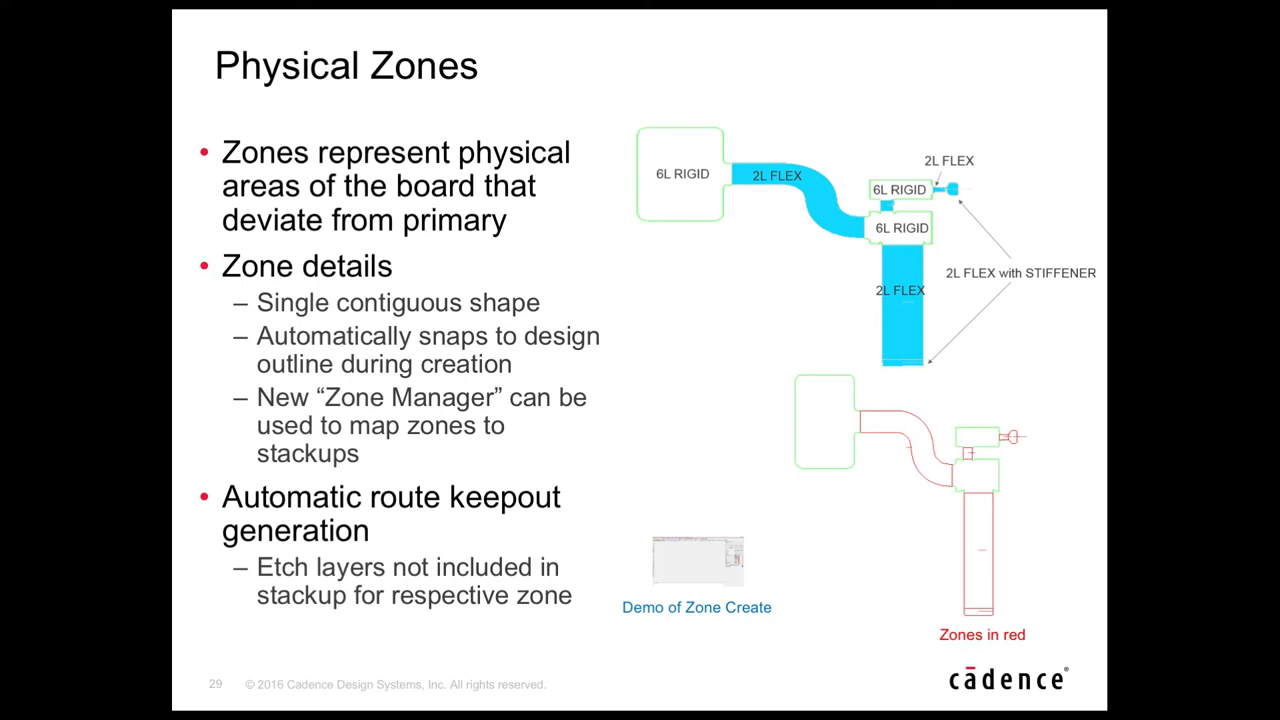 Physical Zones
• Zones represent physical
areas of the board that
deviate from primary
• Zone details
– Single contiguous shape
– Automatically snaps to design
outline during creation
– New “Zone Manager” can be
used to map zones to
stackups
• Automatic route keepout
generation
– Etch layers not included in
stackup for respective zone
6L RIGID
2L FLEX
2L FLEX
6L RIGID
6L RIGID
2L FLEX with STIFFENER
2L FLEX
Demo of Zone Create
Zones in red
29 © 2016 Cadence Design Systems, Inc. All rights reserved.
cādence®